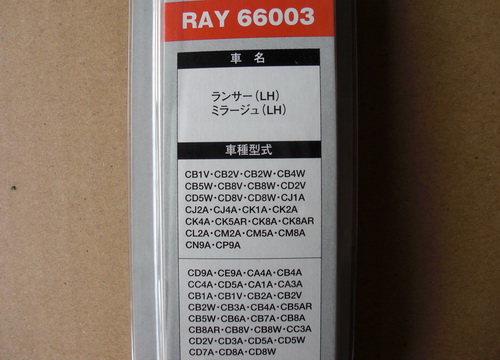 RAY 66003
車名
ランサー(LH)
ミラージュ(LH)
車種型式
CB1V・CB2V・CB2W・CB4W
CB5W・CB8V・CB8W・CD2V
CD5W・CD8V・CD8W・CJ1A
CJ2A・CJ4A・CK1A・CK2A
CK4A・CK5AR・CK8A・CK8AR
CL2A・CM2A・CM5A・CM8A
CN9A・CP9A
CD9A・CE9A・CA4A・CB4A
CC4A・CD5A・CA1A・CA3A
CB1A・CB1V・CB2A・CB2V
CB2W・CB3A・CB4A・CB5AR
CB5W・CB6A・CB7A・CB8A
CB8AR・CB8V・CB8W・CC3A
CD2V・CD3A・CD5A・CD5W
CD7A・CD8A・CD8W